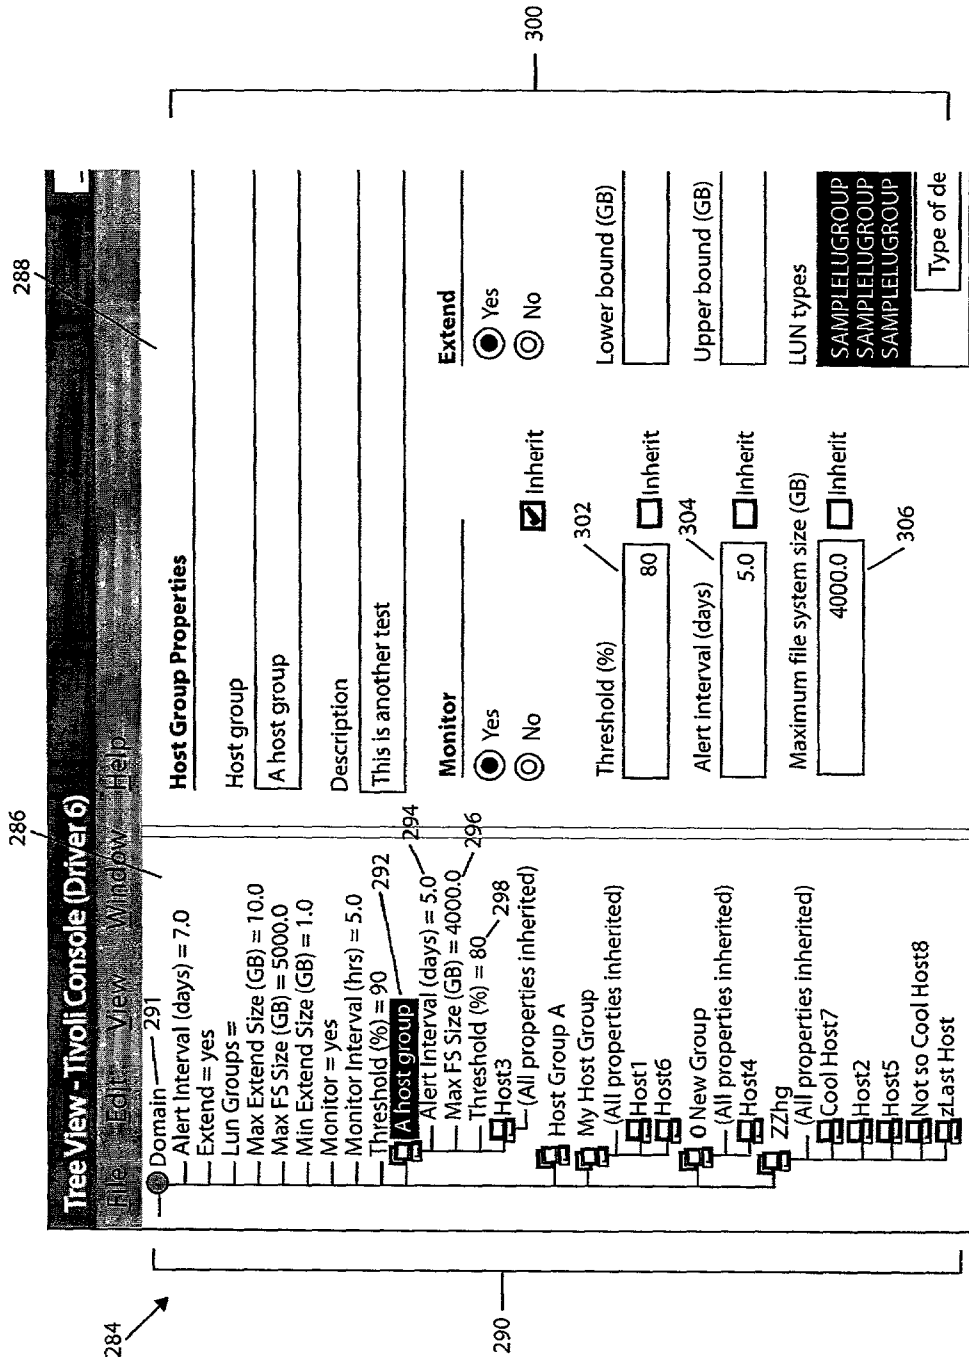 284
286
288
TreeView - Tivoli Console (Driver 6)
File Edit View Window Help
290
Domain 291
Alert Interval (days) = 7.0
Extend = yes
Lun Groups =
Max Extend Size (GB) = 10.0
Max FS Size (GB) = 5000.0
Min Extend Size (GB) = 1.0
Monitor = yes
Monitor Interval (hrs) = 5.0
Threshold (%) = 90
A host group 292
Alert Interval (days) = 5.0 294
Max FS Size (GB) = 4000.0 296
Threshold (%) = 80 298
Host3
(All properties inherited)
Host Group A
My Host Group
(All properties inherited)
Host1
Host6
O New Group
(All properties inherited)
Host4
ZZhg
(All properties inherited)
Cool Host7
Host2
Host5
Not so Cool Host8
zLast Host
Host Group Properties
Host group
A host group
Description
This is another test
Monitor
Yes
No
Inherit
302
Threshold (%)
80 Inherit
304
Alert interval (days)
5.0 Inherit
Maximum file system size (GB)
4000.0 Inherit
306
Extend
Yes
No
Lower bound (GB)
Upper bound (GB)
LUN types
SAMPLELUGROUP
SAMPLELUGROUP
SAMPLELUGROUP
Type of de
300